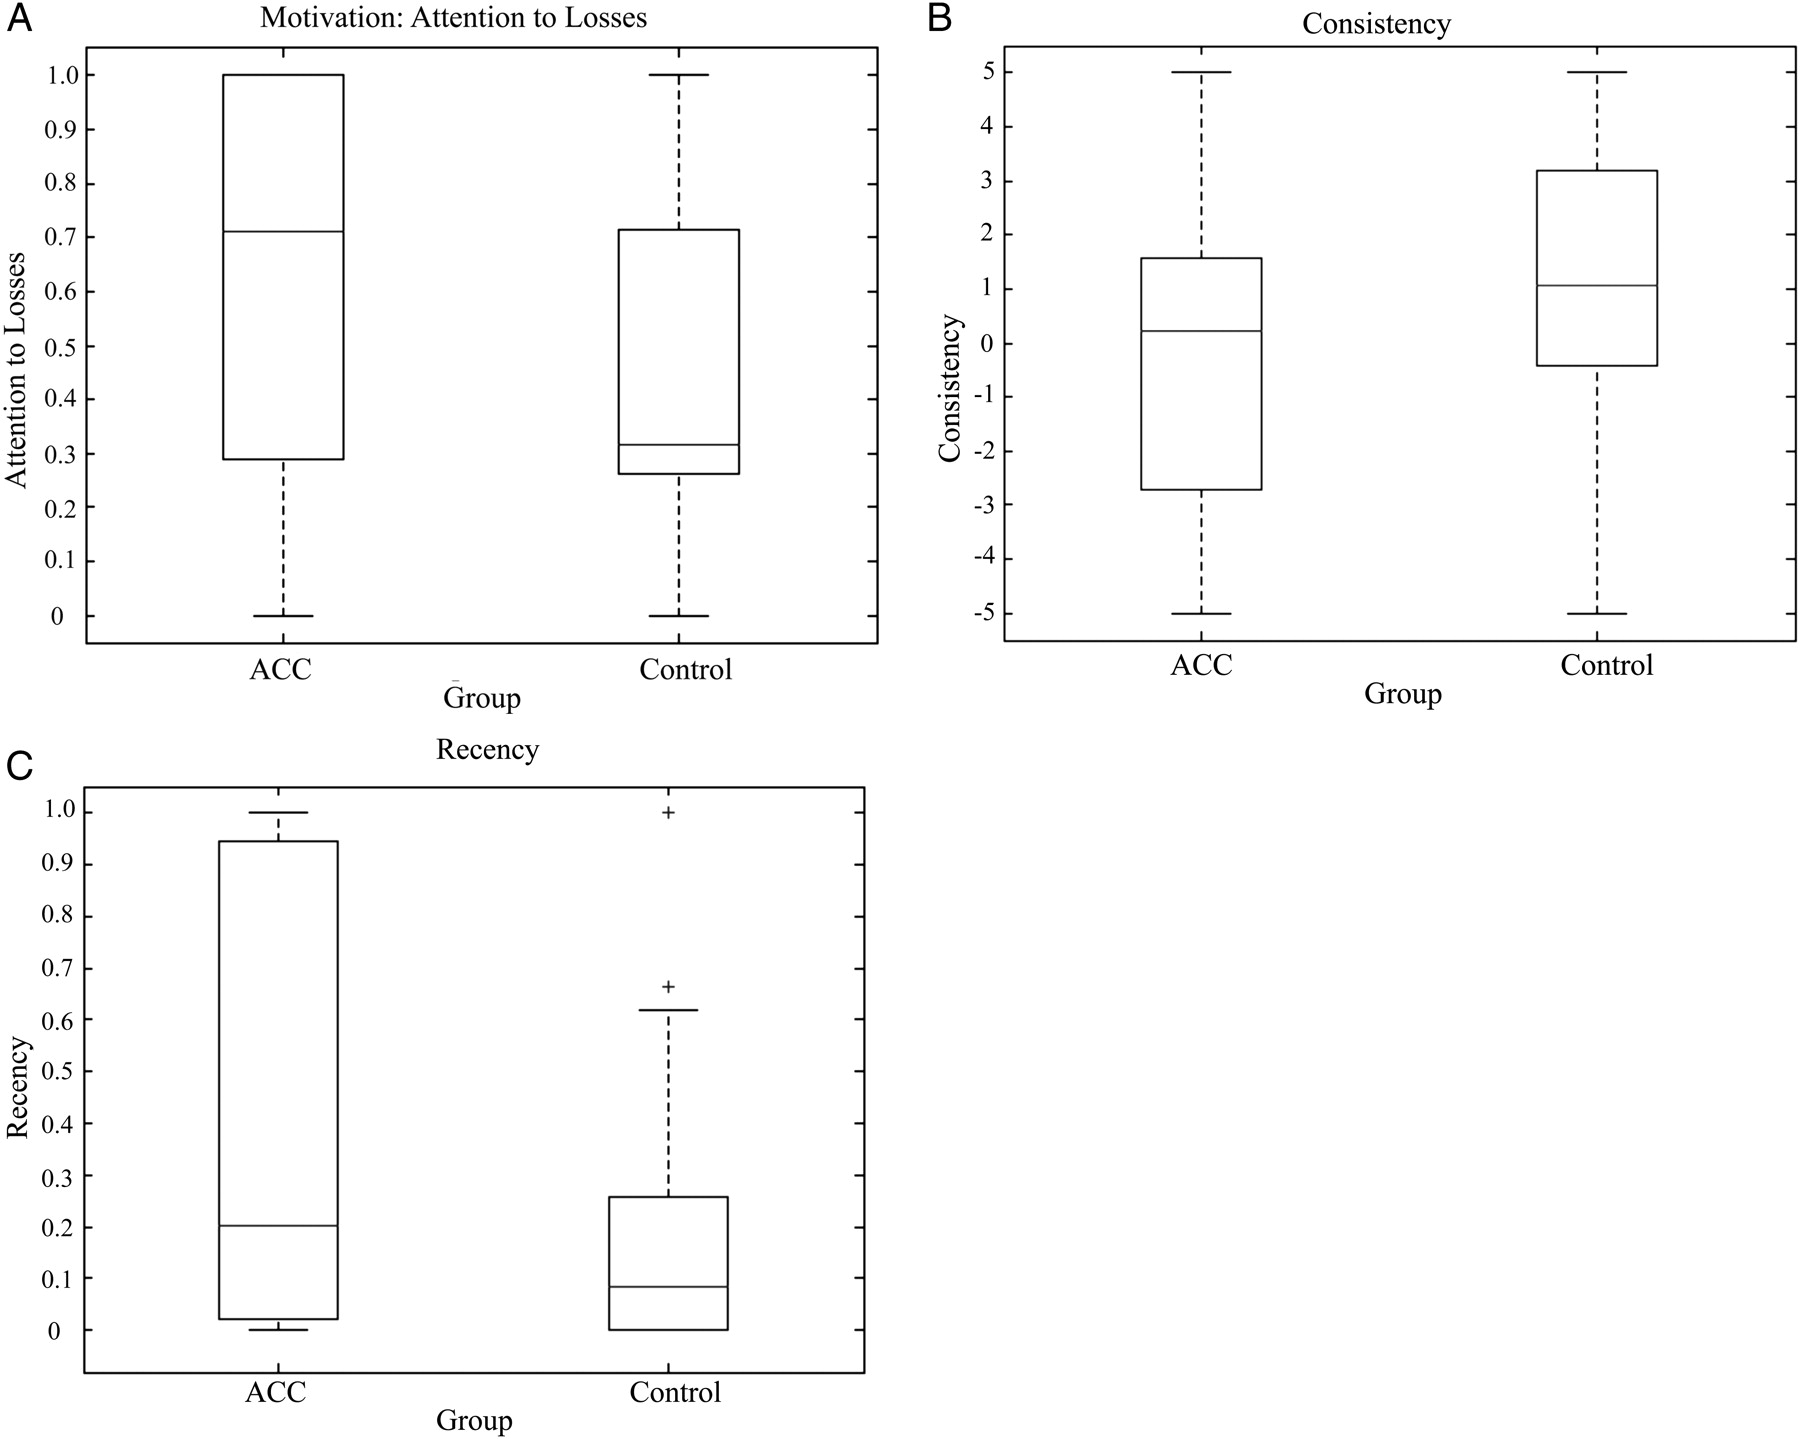 A
Motivation: Attention to Losses
Attention to Losses
1.0
0.9
0.8
0.7
0.6
0.5
0.4
0.3
0.2
0.1
0
ACC
Control
Group
B
Consistency
Consistency
5
4
3
2
1
0
-1
-2
-3
-4
-5
ACC
Control
Group
C
Recency
Recency
1.0
0.9
0.8
0.7
0.6
0.5
0.4
0.3
0.2
0.1
0
ACC
Control
Group